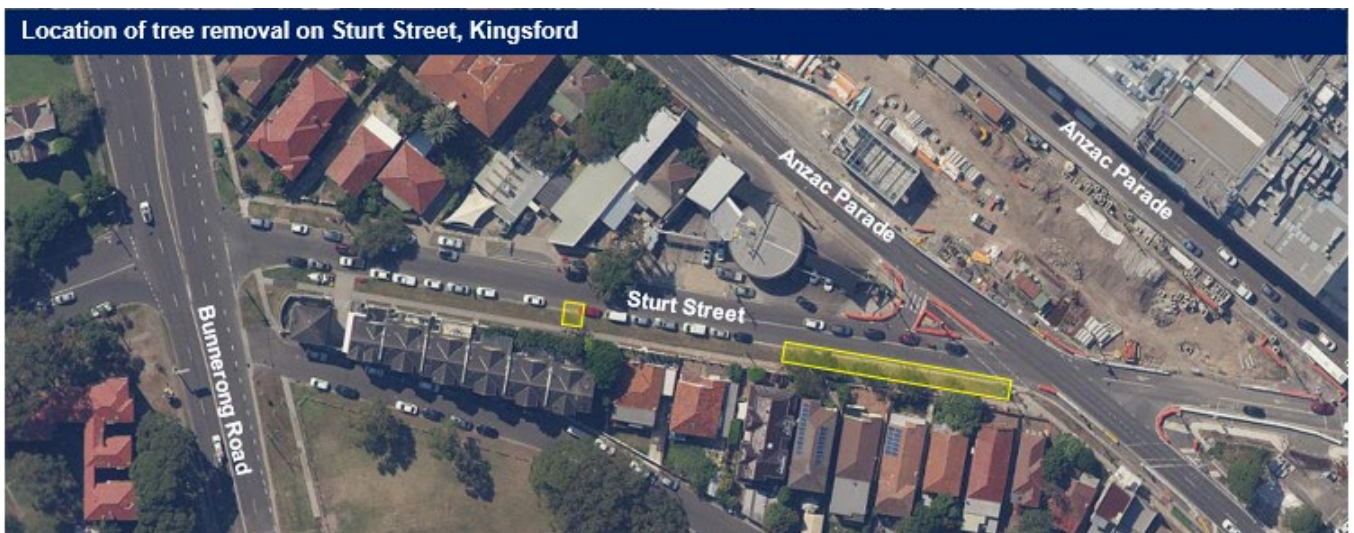 Location of tree removal on Sturt Street, Kingsford
Anzac Parade
Anzac Parade
Sturt Street
Bunnerong Road